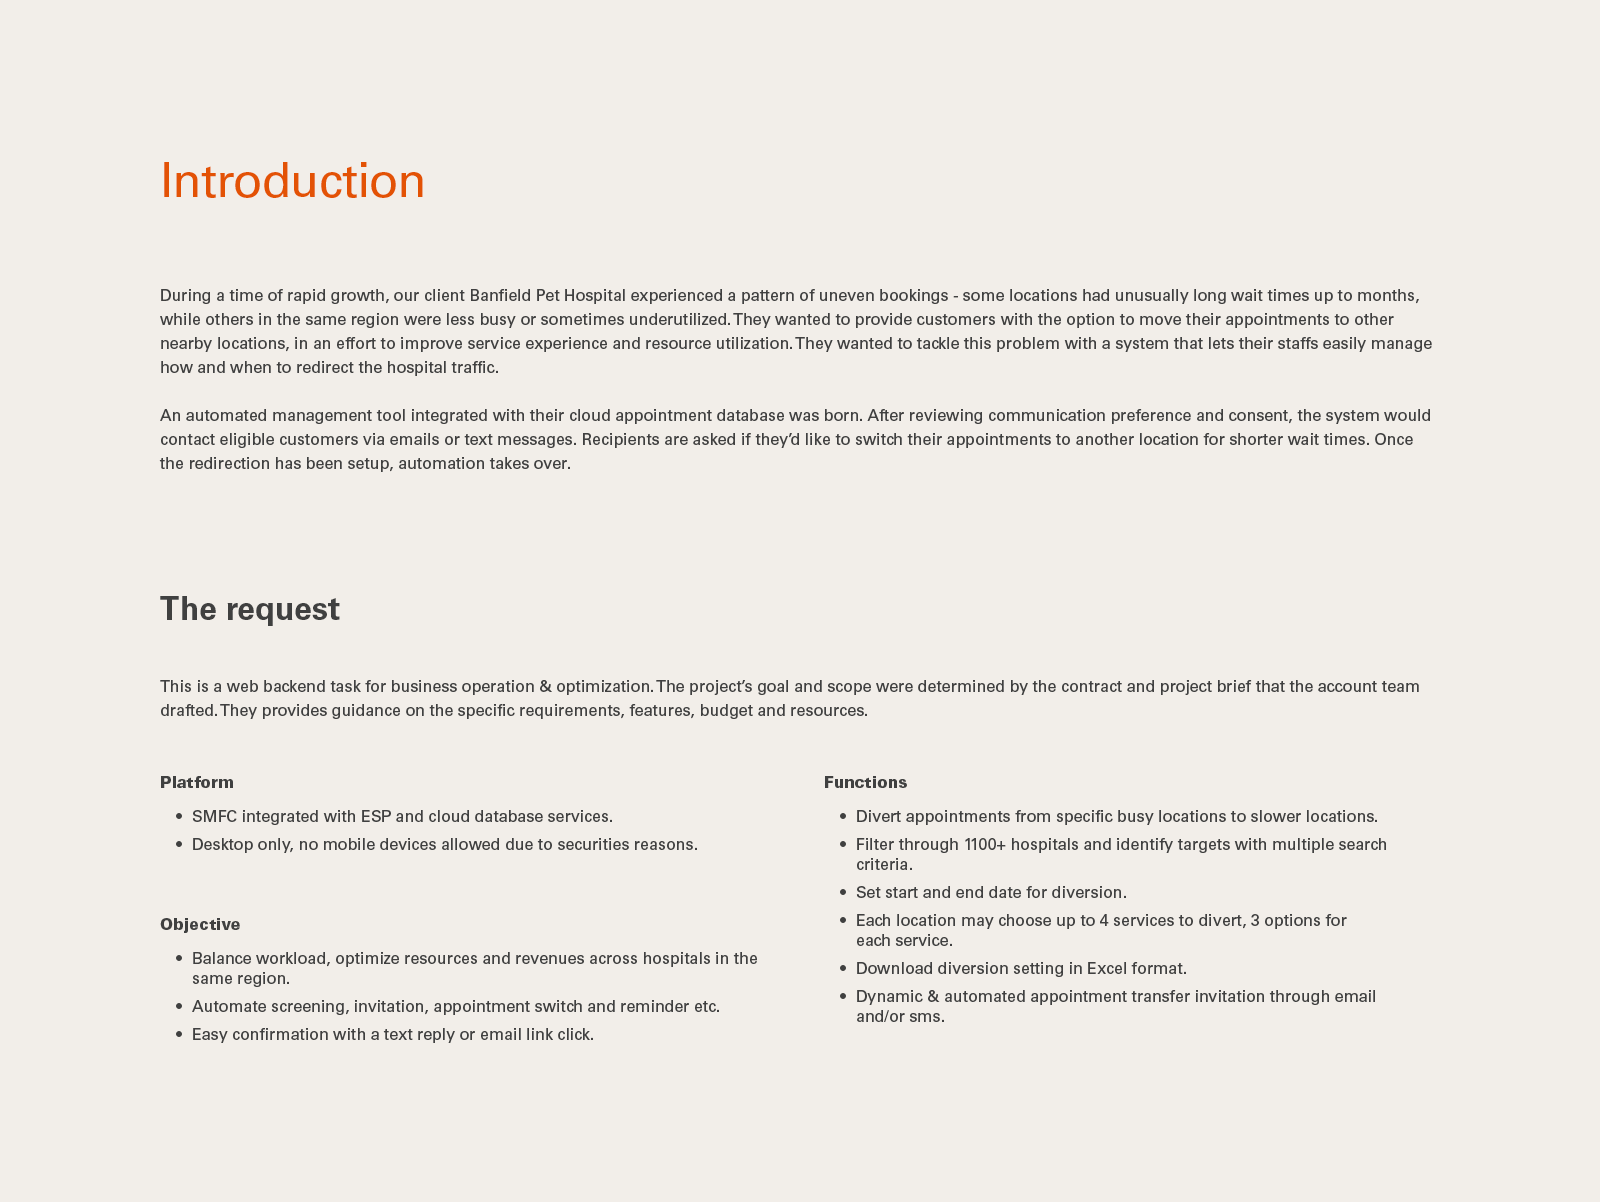 Introduction
During a time of rapid growth, our client Banfield Pet Hospital experienced a pattern of uneven bookings - some locations had unusually long wait times up to months,
while others in the same region were less busy or sometimes underutilized. They wanted to provide customers with the option to move their appointments to other
nearby locations, in an effort to improve service experience and resource utilization. They wanted to tackle this problem with a system that lets their staffs easily manage
how and when to redirect the hospital traffic.
An automated management tool integrated with their cloud appointment database was born. After reviewing communication preference and consent, the system would
contact eligible customers via emails or text messages. Recipients are asked if they’d like to switch their appointments to another location for shorter wait times. Once
the redirection has been setup, automation takes over.
The request
This is a web backend task for business operation & optimization. The project’s goal and scope were determined by the contract and project brief that the account team
drafted. They provides guidance on the specific requirements, features, budget and resources.
Platform
• SMFC integrated with ESP and cloud database services.
• Desktop only, no mobile devices allowed due to securities reasons.
Objective
• Balance workload, optimize resources and revenues across hospitals in the
same region.
• Automate screening, invitation, appointment switch and reminder etc.
• Easy confirmation with a text reply or email link click.
Functions
• Divert appointments from specific busy locations to slower locations.
• Filter through 1100+ hospitals and identify targets with multiple search
criteria.
• Set start and end date for diversion.
• Each location may choose up to 4 services to divert, 3 options for
each service.
• Download diversion setting in Excel format.
• Dynamic & automated appointment transfer invitation through email
and/or sms.